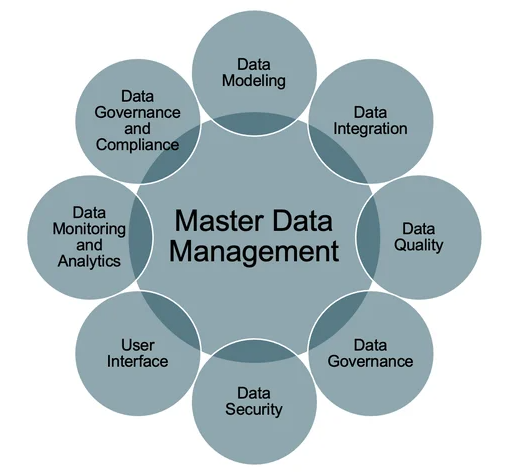 Data
Modeling
Data
Integration
Data
Quality
Data
Governance
Data
Security
User
Interface
Data
Monitoring
and
Analytics
Data
Governance
and
Compliance
Master Data
Management